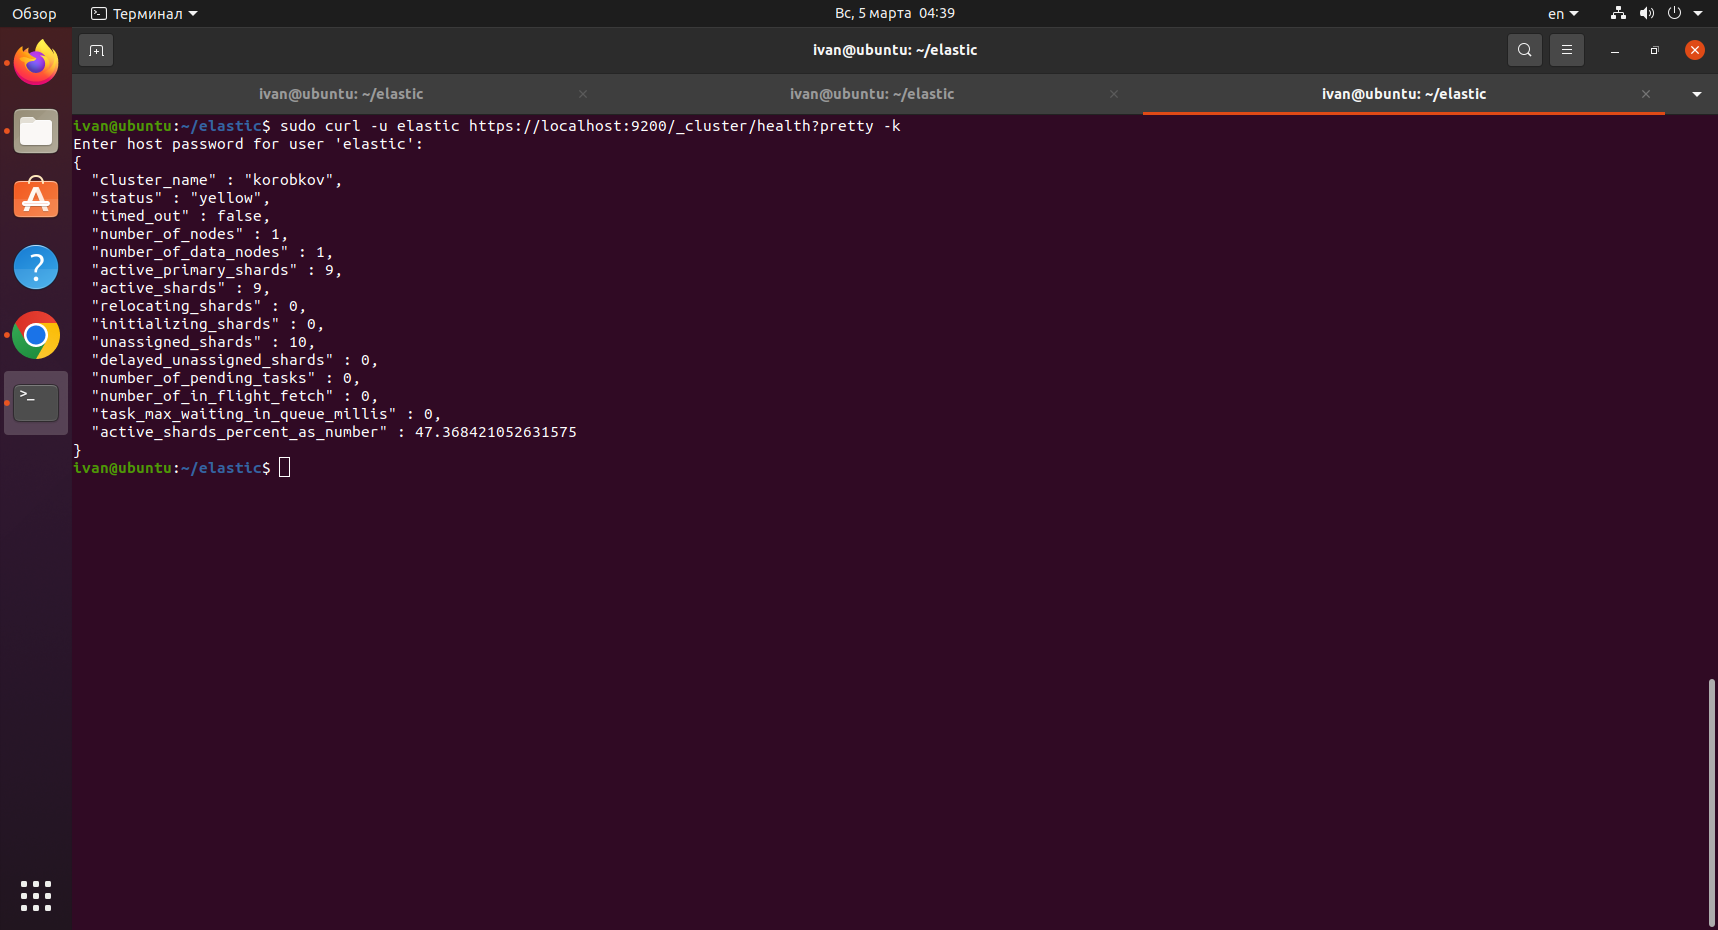 Обзор
Терминал
Вс, 5 марта 04:39
en
ivan@ubuntu: ~/elastic
ivan@ubuntu: ~/elastic
ivan@ubuntu: ~/elastic
ivan@ubuntu: ~/elastic
ivan@ubuntu:~/elastic$ sudo curl -u elastic https://localhost:9200/_cluster/health?pretty -k
Enter host password for user 'elastic':
{
  "cluster_name" : "korobkov",
  "status" : "yellow",
  "timed_out" : false,
  "number_of_nodes" : 1,
  "number_of_data_nodes" : 1,
  "active_primary_shards" : 9,
  "active_shards" : 9,
  "relocating_shards" : 0,
  "initializing_shards" : 0,
  "unassigned_shards" : 10,
  "delayed_unassigned_shards" : 0,
  "number_of_pending_tasks" : 0,
  "number_of_in_flight_fetch" : 0,
  "task_max_waiting_in_queue_millis" : 0,
  "active_shards_percent_as_number" : 47.368421052631575
}
ivan@ubuntu:~/elastic$